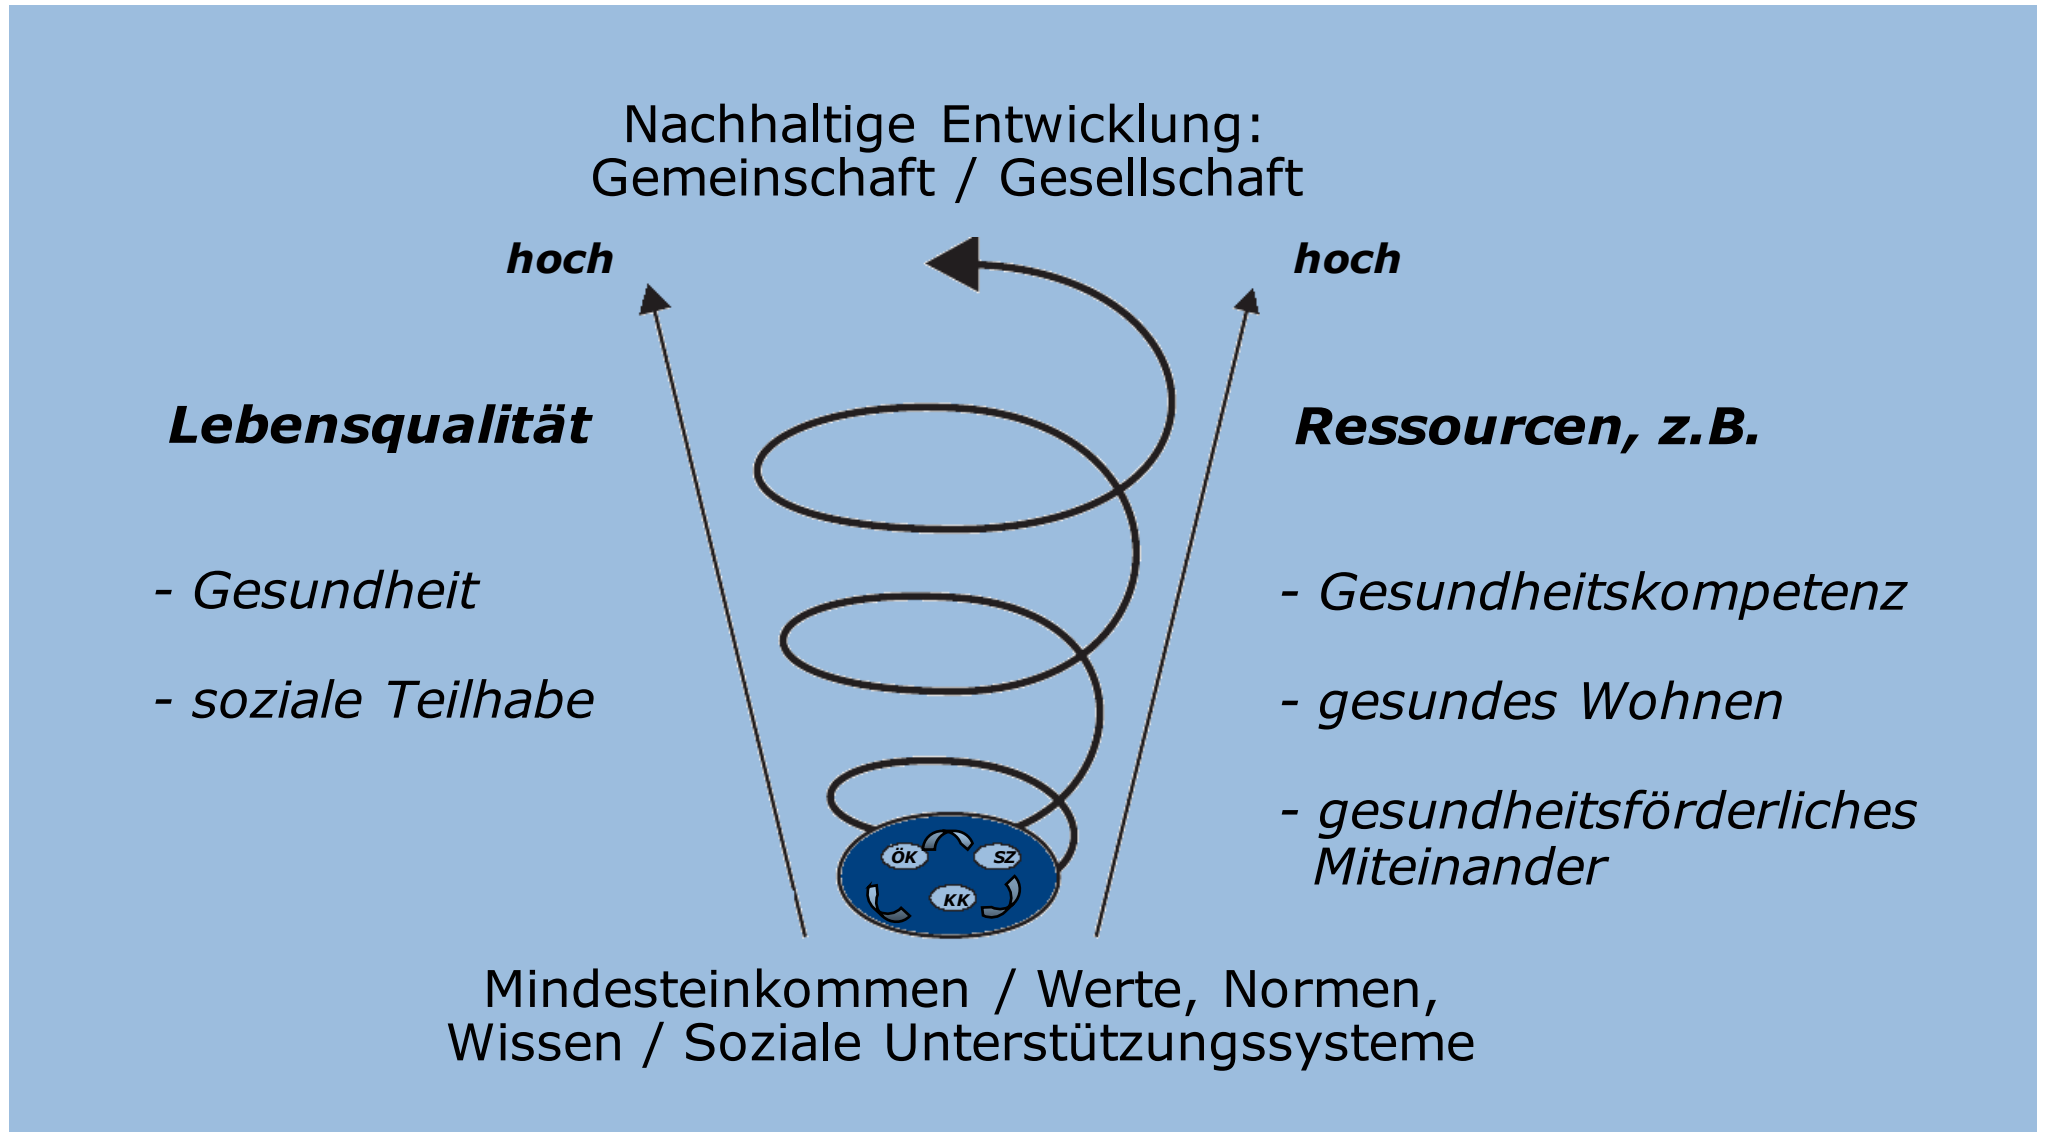 Nachhaltige Entwicklung:
Gemeinschaft / Gesellschaft
hoch
hoch
Lebensqualität
- Gesundheit
- soziale Teilhabe
Ressourcen, z.B.
- Gesundheitskompetenz
- gesundes Wohnen
- gesundheitsförderliches
Miteinander
ÖK
SZ
KK
Mindesteinkommen / Werte, Normen,
Wissen / Soziale Unterstützungssysteme